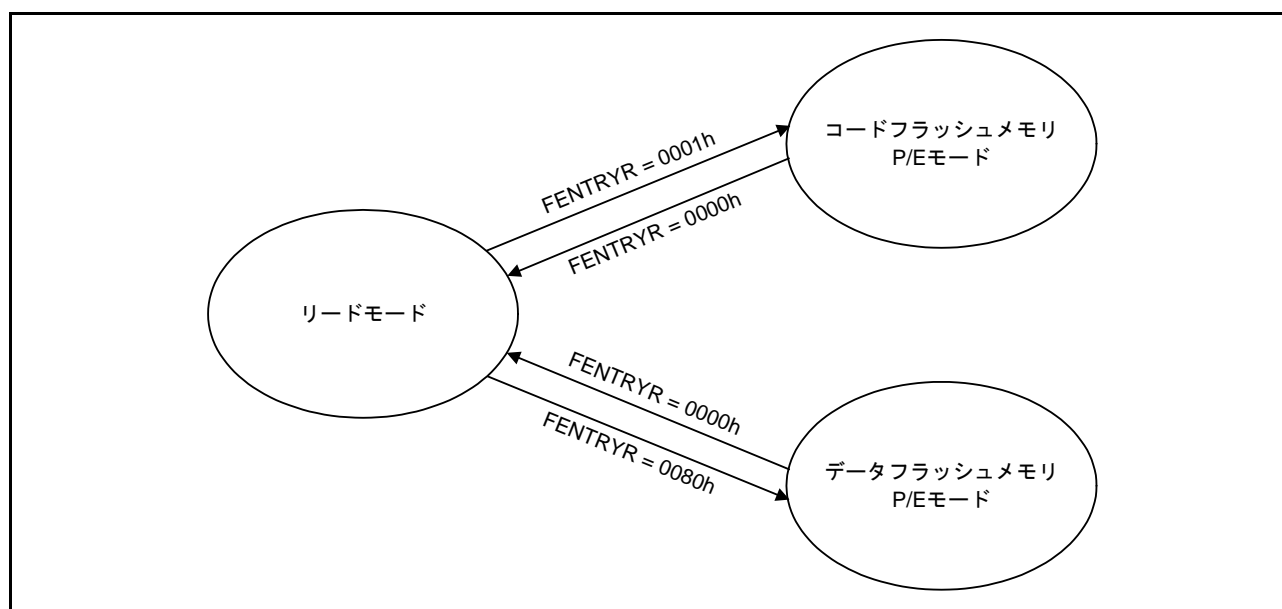 コードフラッシュメモリ
P/Eモード
FENTRYR = 0001h
FENTRYR = 0000h
リードモード
FENTRYR = 0000h
FENTRYR = 0080h
データフラッシュメモリ
P/Eモード